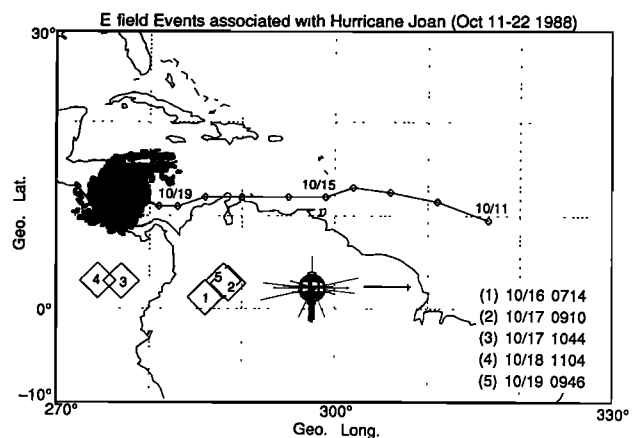 E field Events associated with Hurricane Joan (Oct 11-22 1988)
30°
Geo. Lat.
0°
−10°
10/19
10/15
10/11
4
3
5
2
1
(1) 10/16 0714
(2) 10/17 0910
(3) 10/17 1044
(4) 10/18 1104
(5) 10/19 0946
270°
300°
330°
Geo. Long.